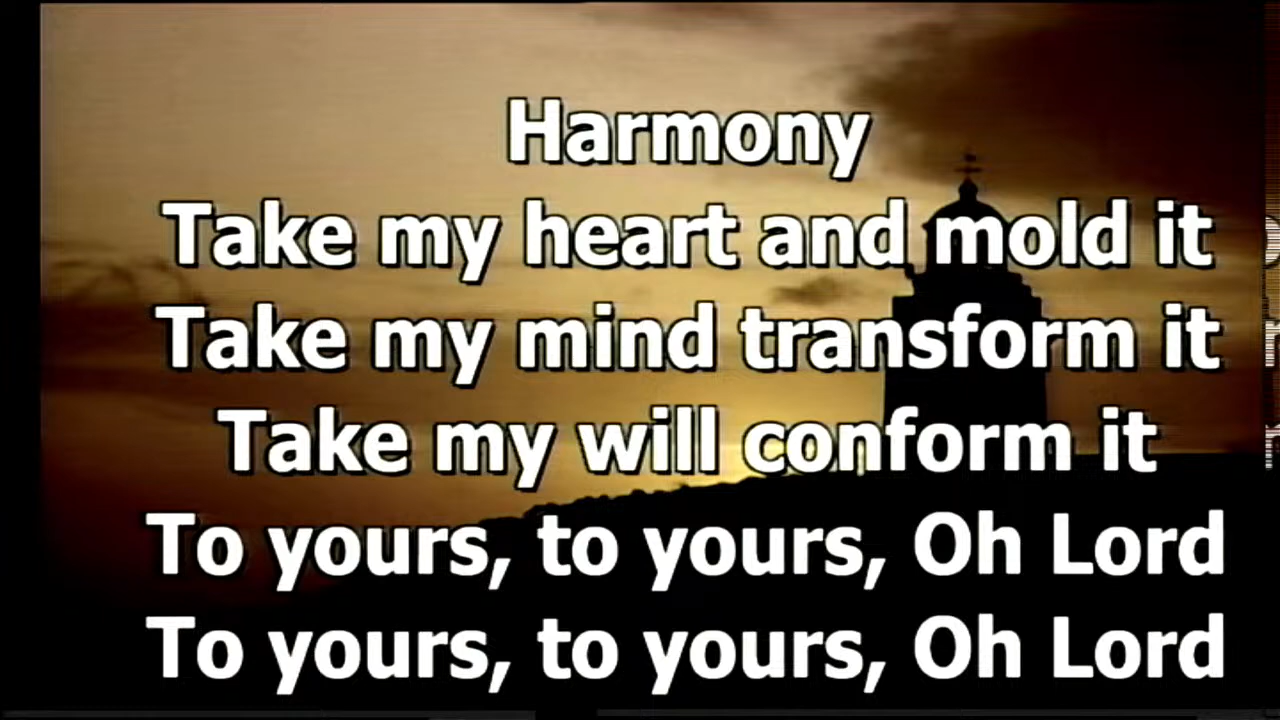 Harmony
Take my heart and mold it
Take my mind transform it
Take my will conform it
To yours, to yours, Oh Lord
To yours, to yours, Oh Lord